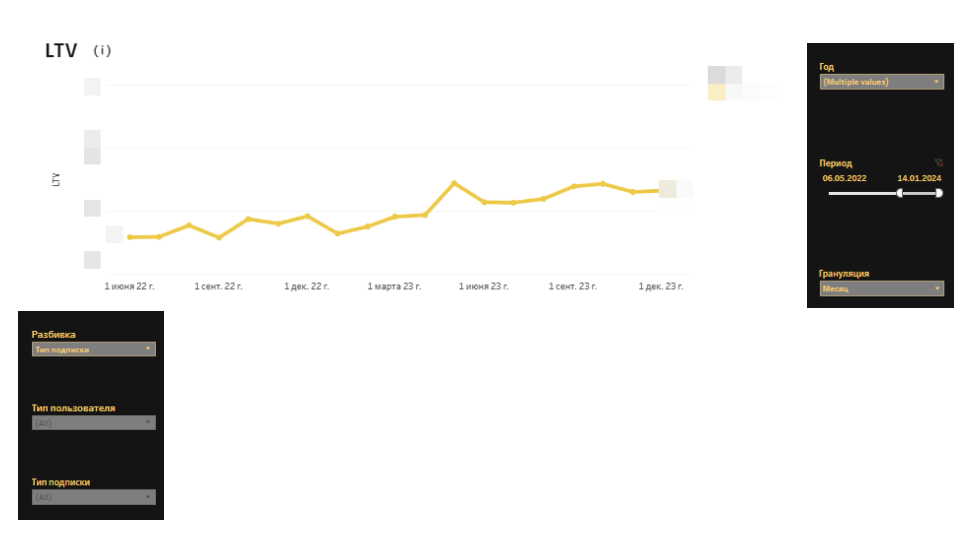 LTV (i)
LTV
1 июня 22 г.
1 сент. 22 г.
1 дек. 22 г.
1 марта 23 г.
1 июня 23 г.
1 сент. 23 г.
1 дек. 23 г.
Год
(Multiple values)
Период
06.05.2022 14.01.2024
Грануляция
Месяц
Разбивка
Тип подписки
Тип пользователя
(All)
Тип подписки
(All)